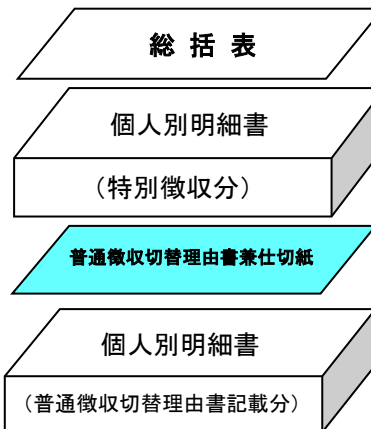 総 括 表
個人別明細書
（特別徴収分）
普通徴収切替理由書兼仕切紙
個人別明細書
（普通徴収切替理由書記載分）